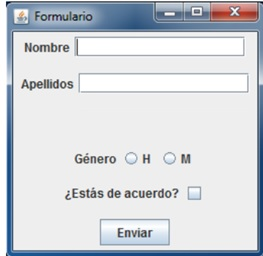 Formulario
Nombre
Apellidos
Género H M
¿Estás de acuerdo?
Enviar